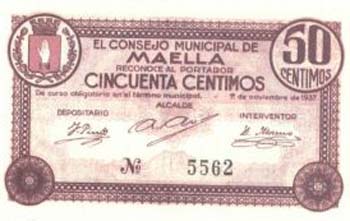 EL CONSEJO MUNICIPAL DE
MAELLA
RECONOCE AL PORTADOR
CINCUENTA CENTIMOS
50
CENTIMOS
De curso obligatorio en el término municipal.
1º de noviembre de 1937
DEPOSITARIO
ALCALDE
INTERVENTOR
Nº 5562